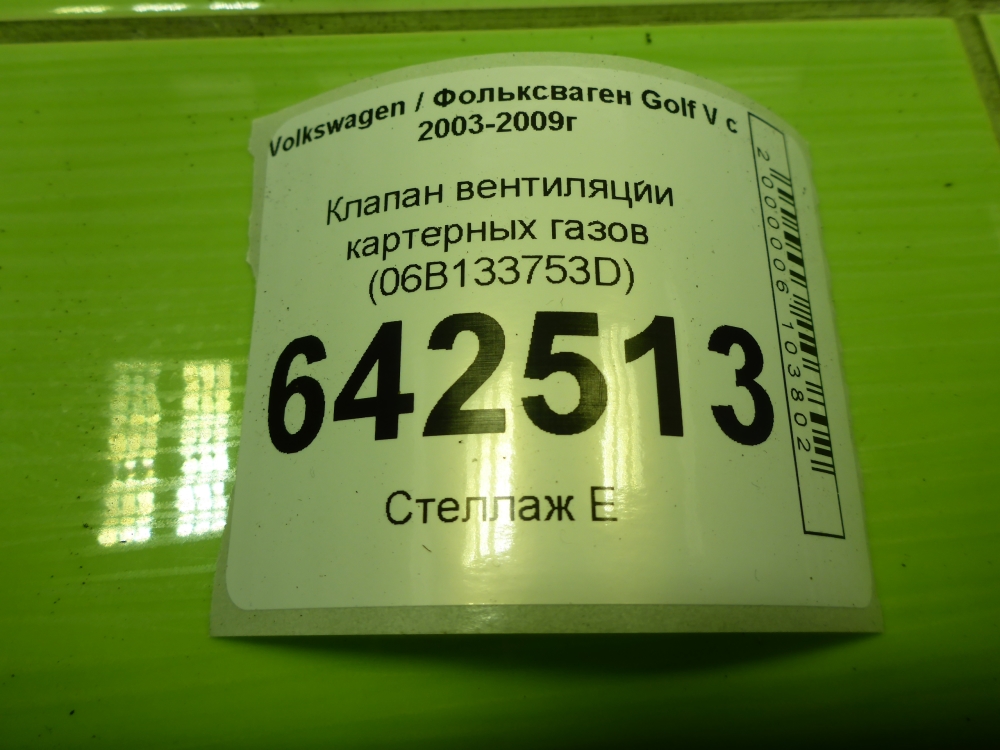 Volkswagen / Фольксваген Golf V с
2003-2009г
Клапан вентиляции
картерных газов
(06B133753D)
642513
Стеллаж Е
2000006103802